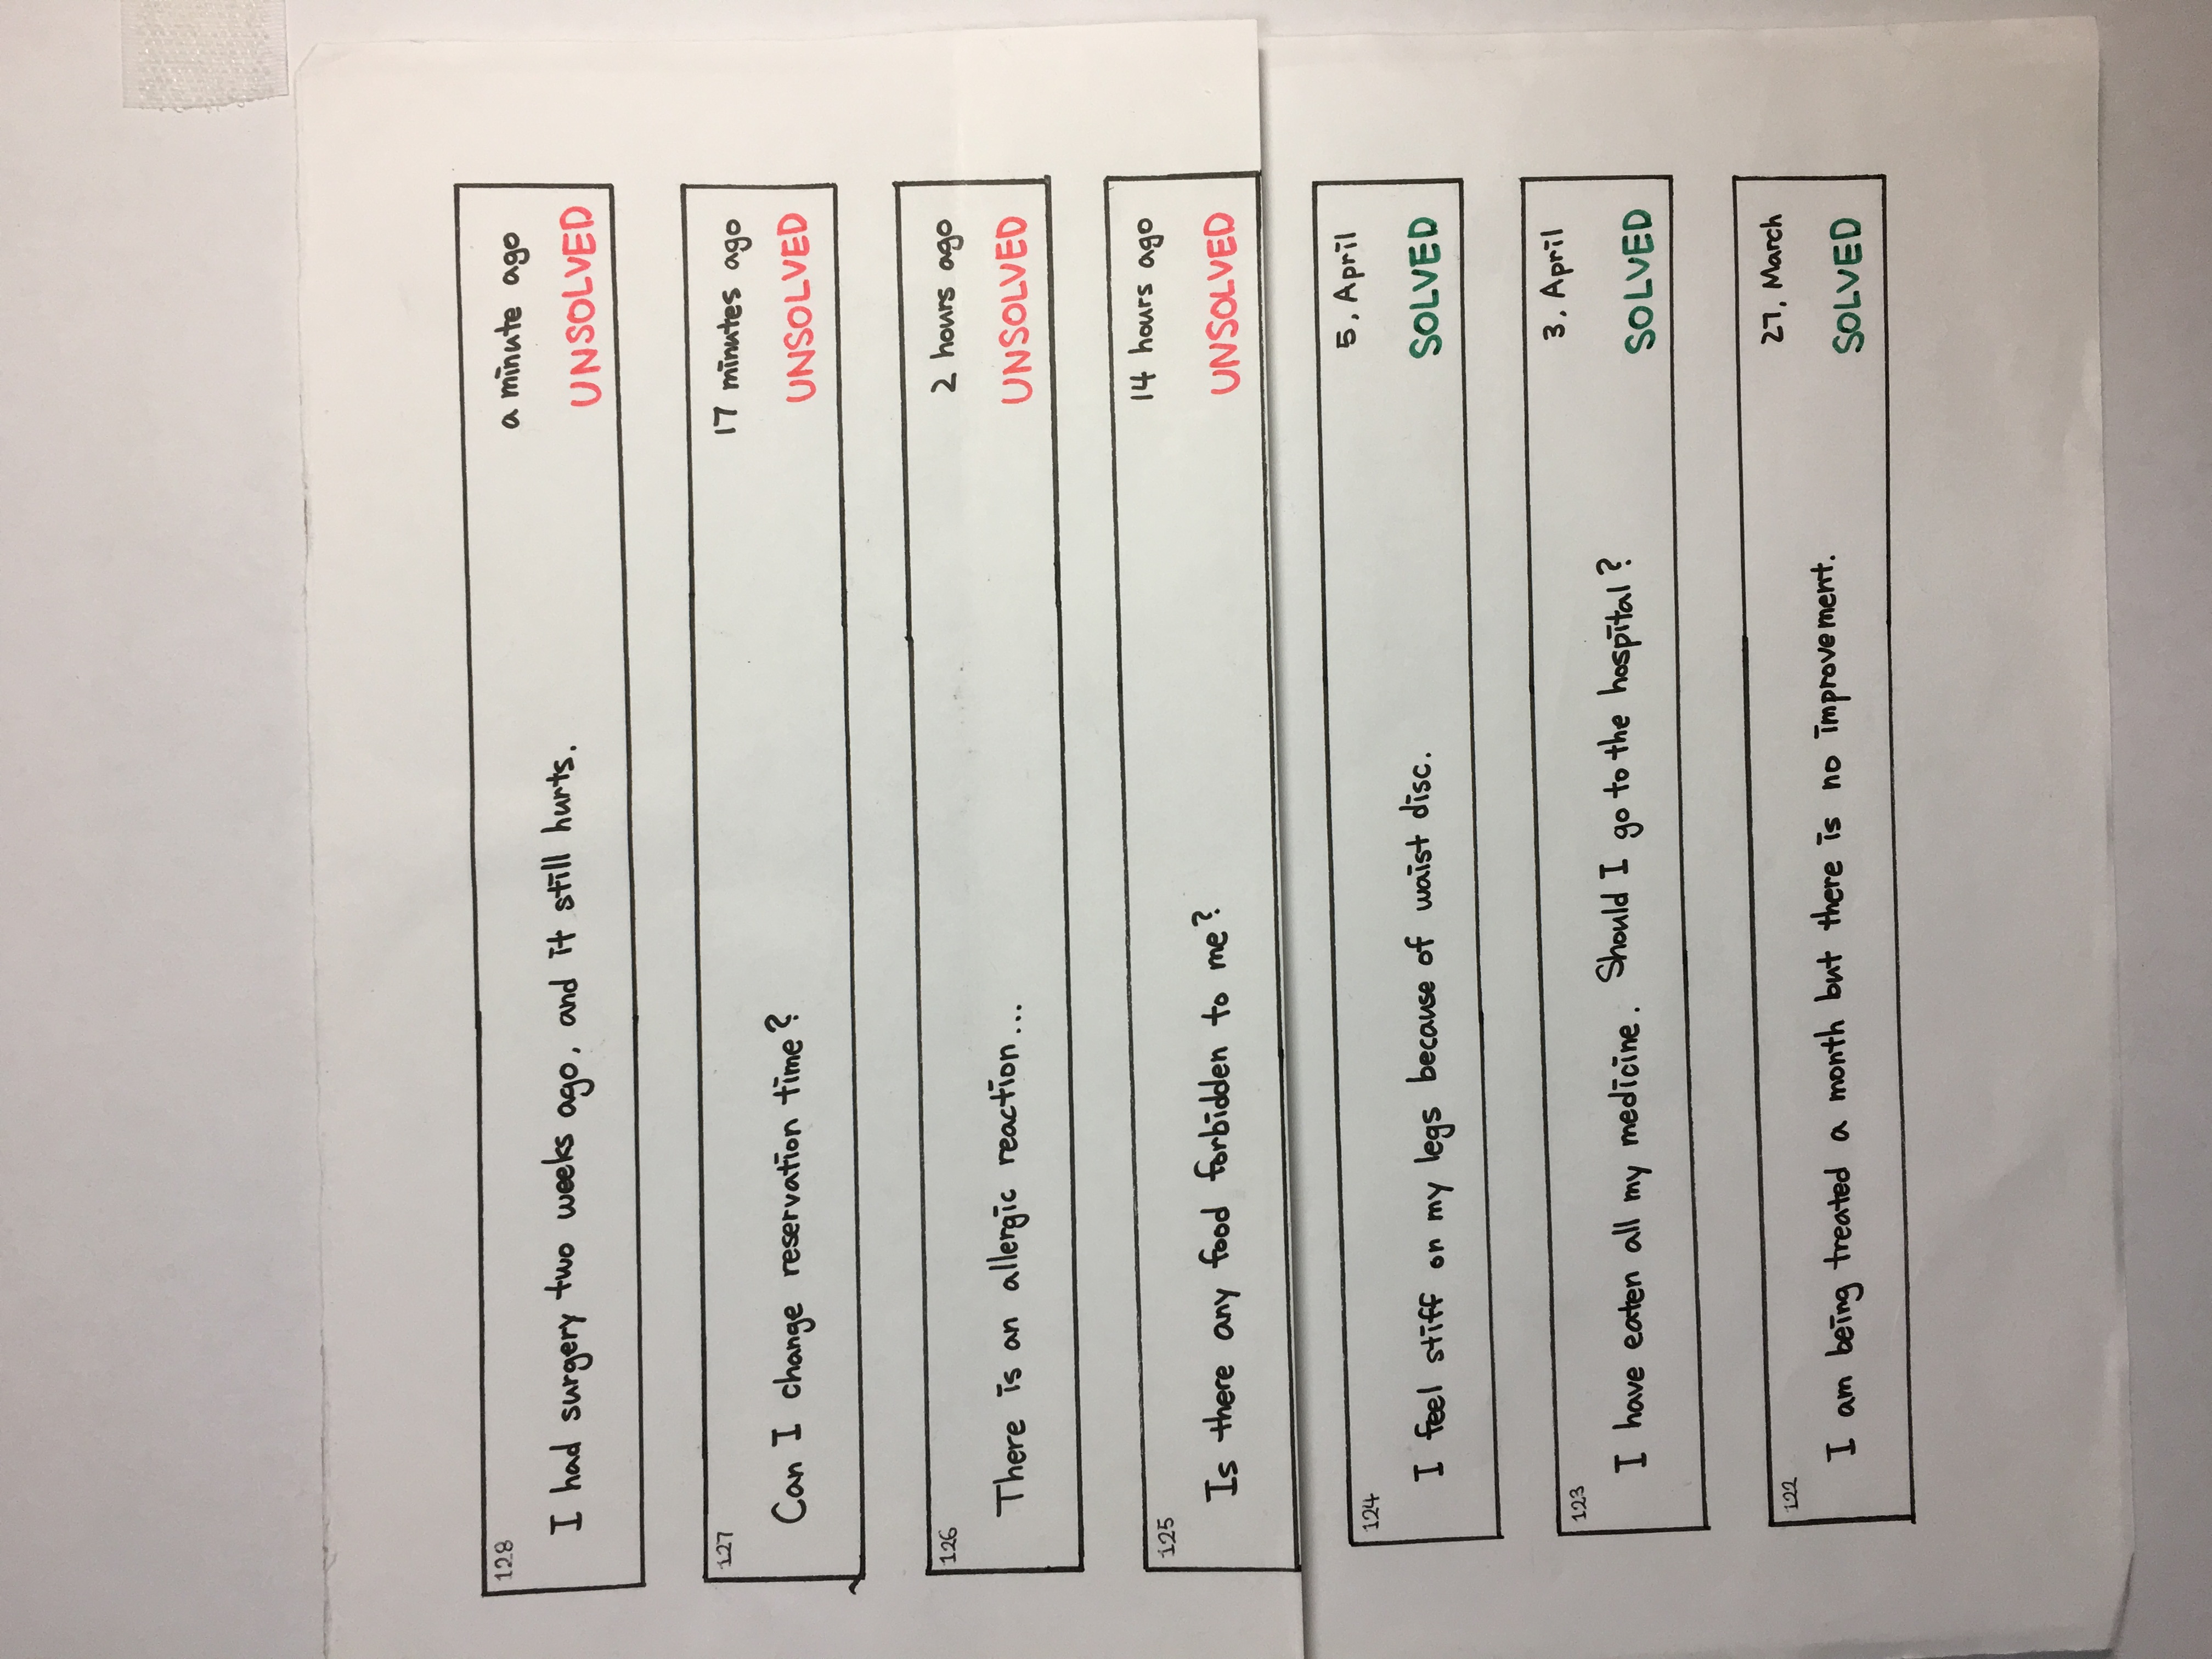 128
a minute ago
I had surgery two weeks ago, and it still hurts.
UNSOLVED
127
17 minutes ago
Can I change reservation time?
UNSOLVED
126
2 hours ago
There is an allergic reaction...
UNSOLVED
125
14 hours ago
Is there any food forbidden to me?
UNSOLVED
124
5, April
I feel stiff on my legs because of waist disc.
SOLVED
123
3, April
I have eaten all my medicine. Should I go to the hospital?
SOLVED
122
27, March
I am being treated a month but there is no improvement.
SOLVED